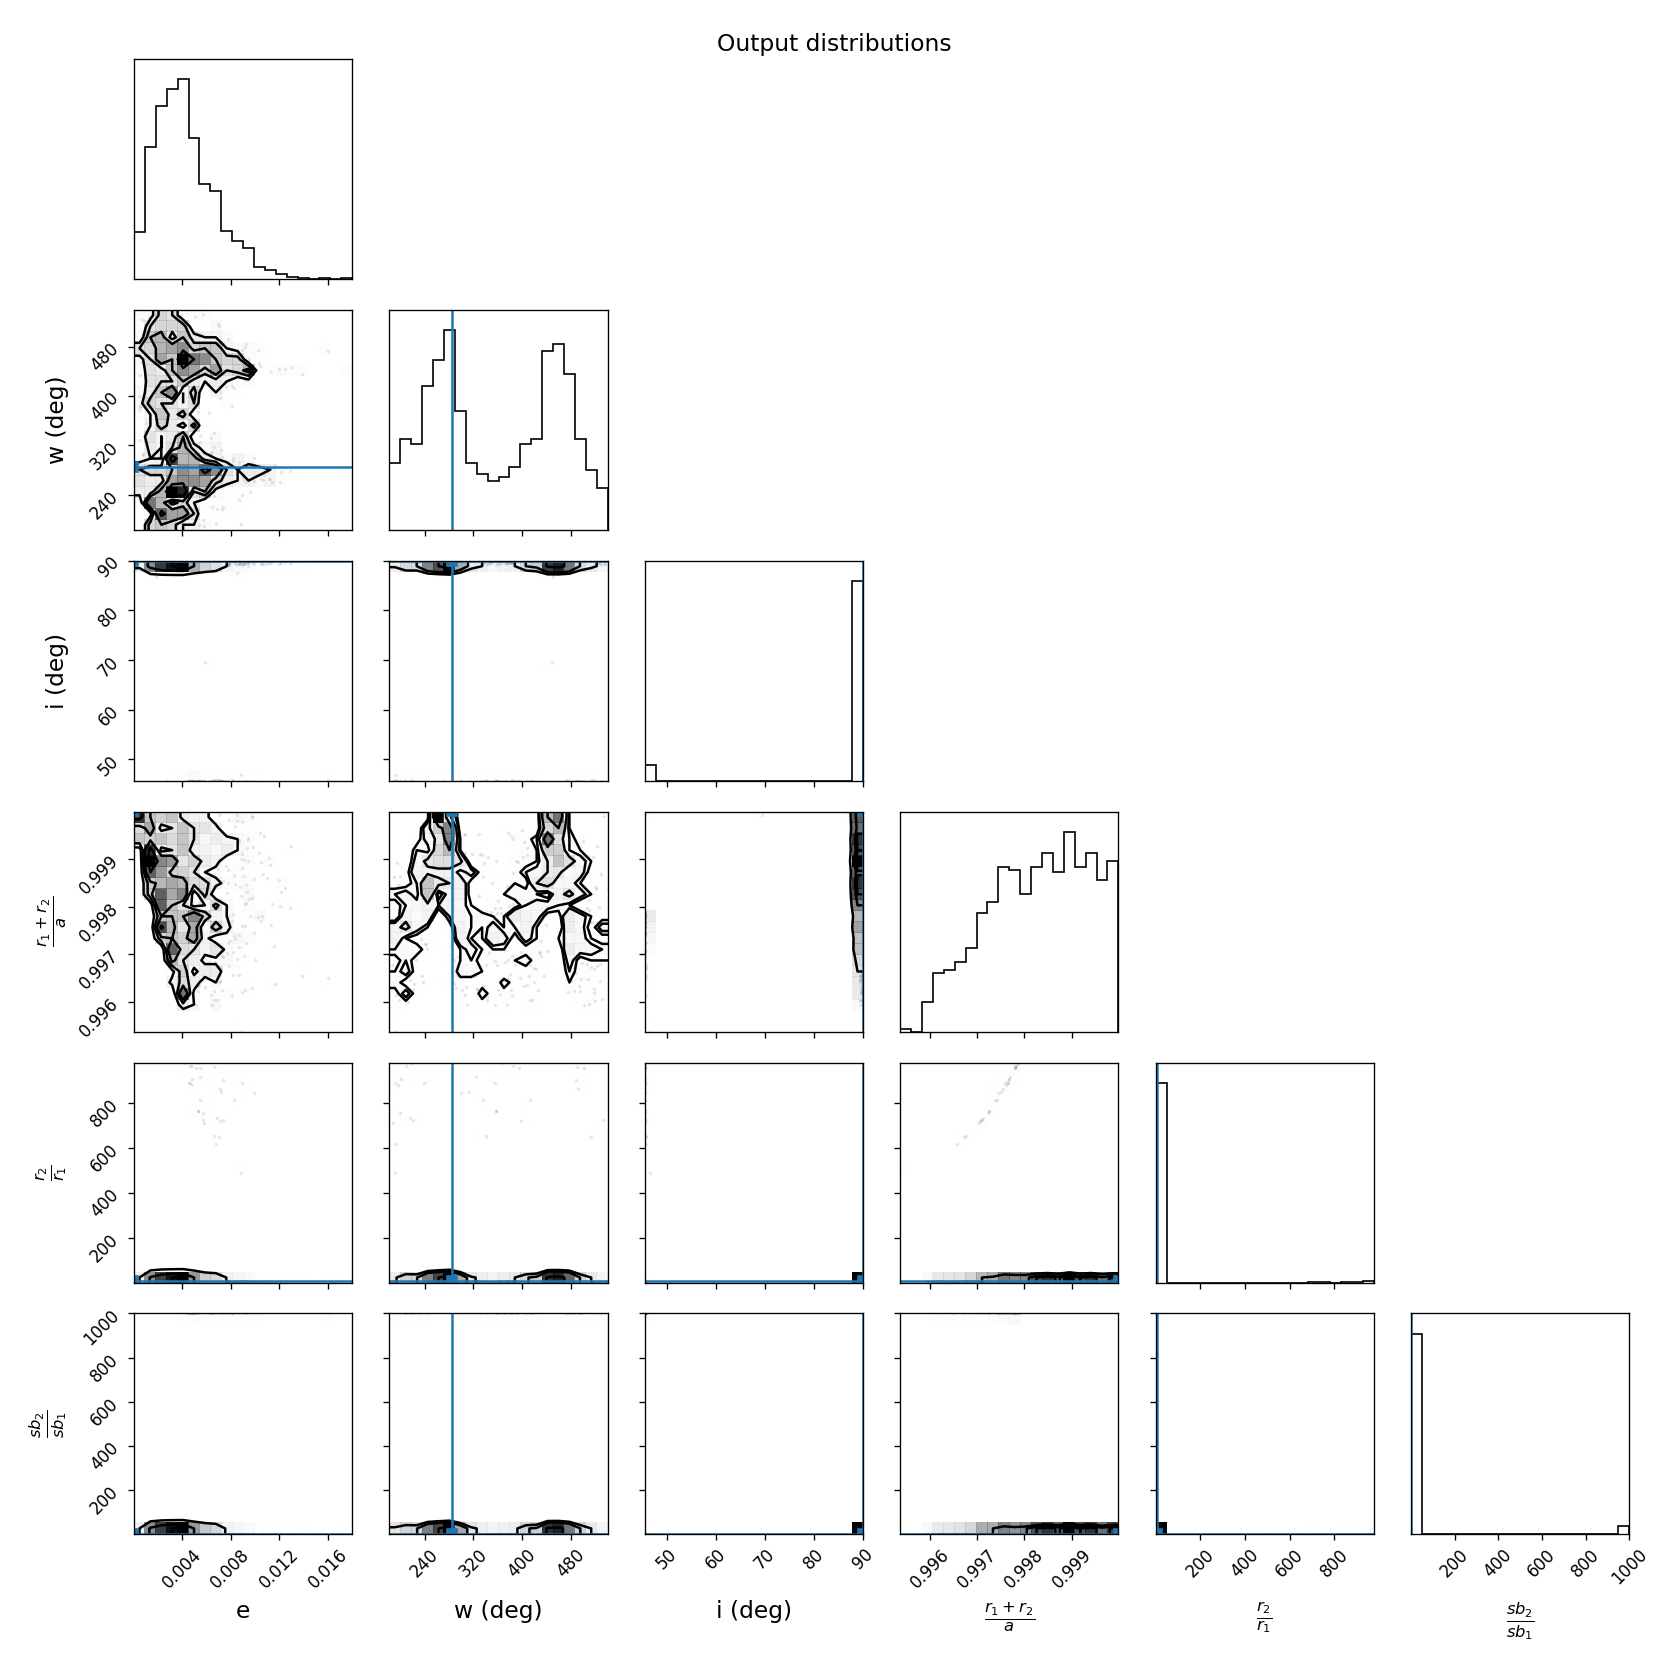 Output distributions
w (deg)
480
400
320
240
i (deg)
90
80
70
60
50
r₁ + r₂
a
0.999
0.998
0.997
0.996
r₂
r₁
800
600
400
200
sb₂
sb₁
1000
800
600
400
200
0.004 0.008 0.012 0.016
240 320 400 480
50 60 70 80 90
0.996 0.997 0.998 0.999
200 400 600 800
200 400 600 800 1000
e
w (deg)
i (deg)
r₁ + r₂
a
r₂
r₁
sb₂
sb₁